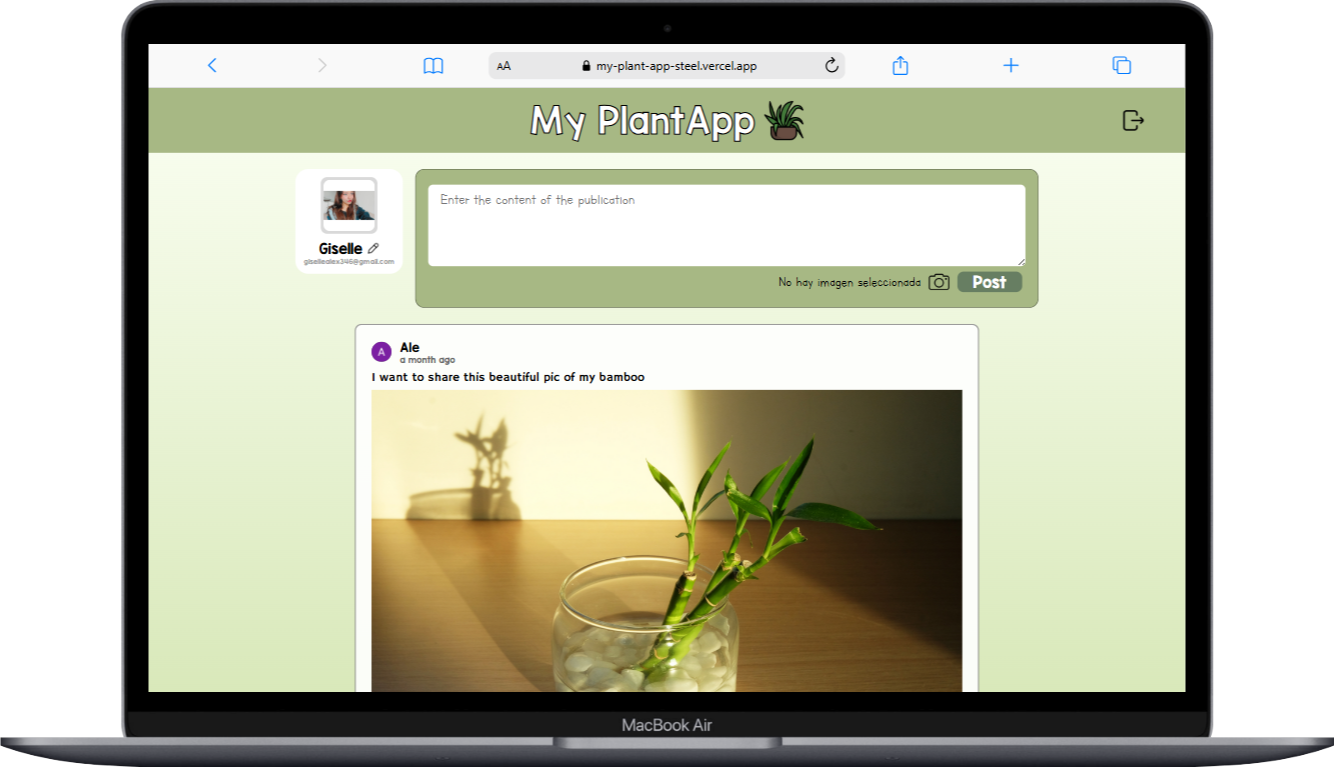 AA my-plant-app-steel.vercel.app
My PlantApp
Enter the content of the publication
Giselle
gisellealex346@gmail.com
No hay imagen seleccionada Post
A Ale
a month ago
I want to share this beautiful pic of my bamboo
MacBook Air